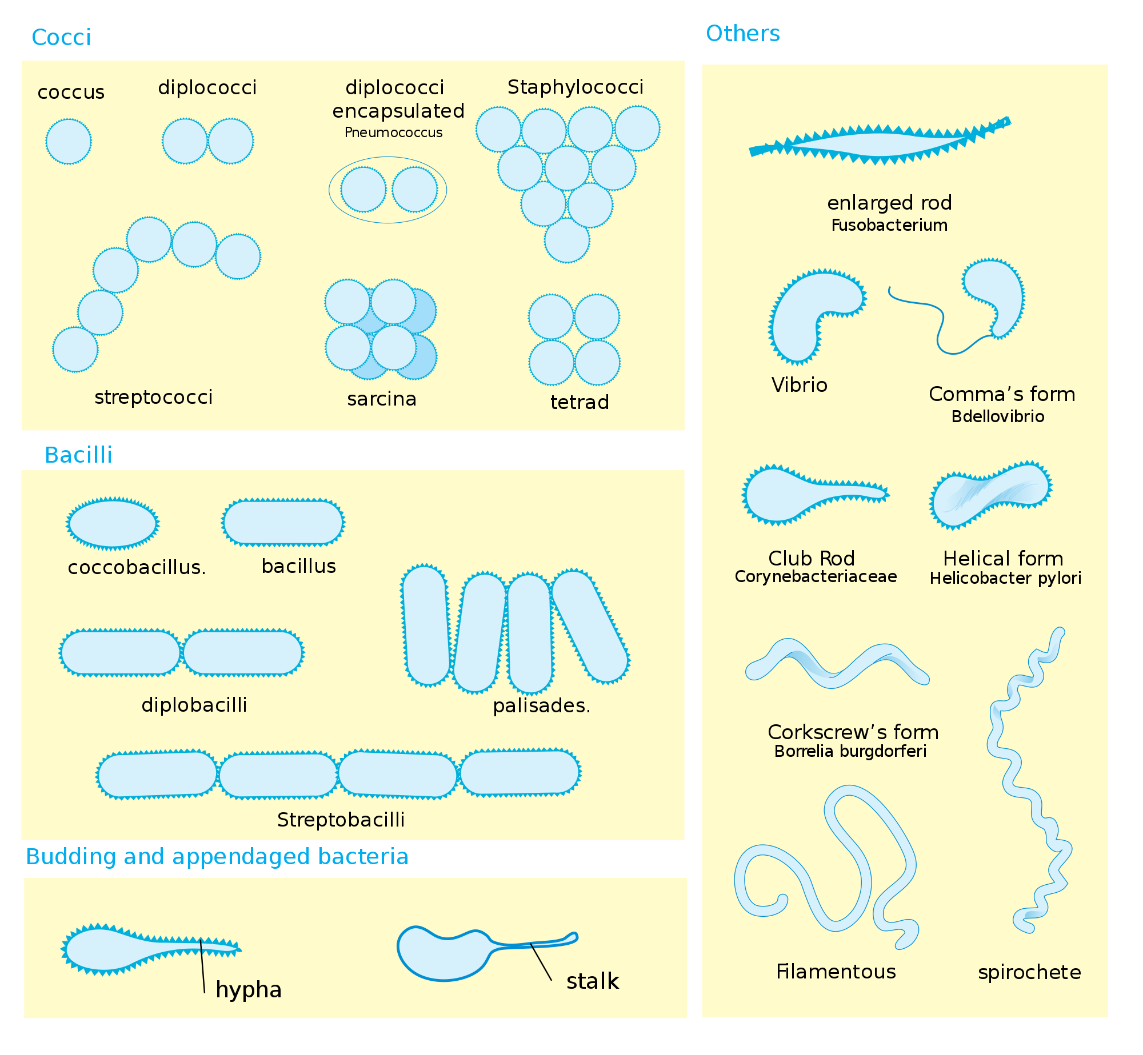 Cocci
coccus
diplococci
diplococci
encapsulated
Pneumococcus
Staphylococci
streptococci
sarcina
tetrad
Bacilli
coccobacillus.
bacillus
diplobacilli
palisades.
Streptobacilli
Budding and appendaged bacteria
hypha
stalk
Others
enlarged rod
Fusobacterium
Vibrio
Comma's form
Bdellovibrio
Club Rod
Corynebacteriaceae
Helical form
Helicobacter pylori
Corkscrew's form
Borrelia burgdorferi
Filamentous
spirochete